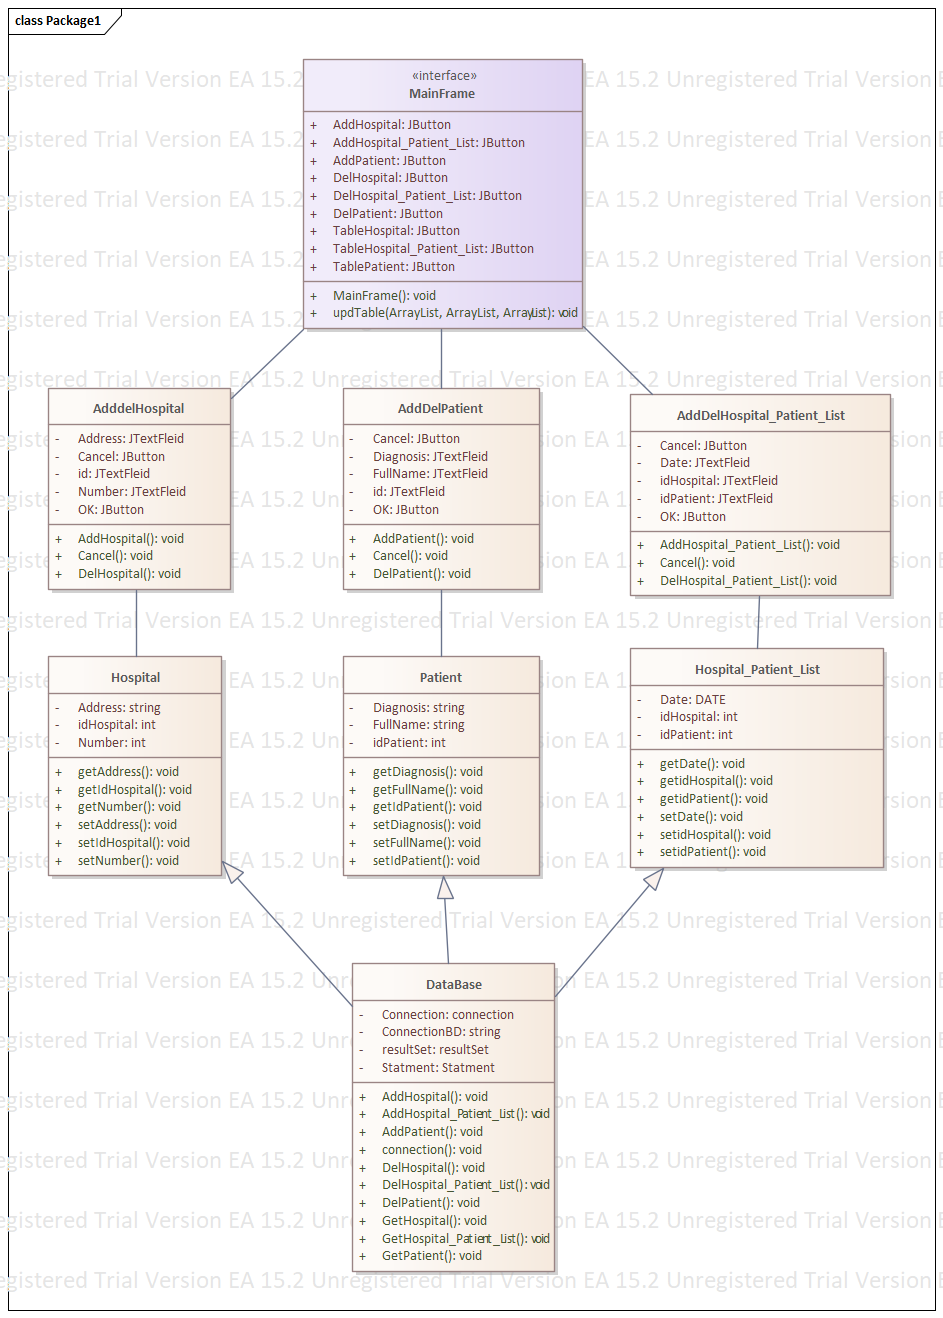 class Package1
«interface»
MainFrame
+ AddHospital: JButton
+ AddHospital_Patient_List: JButton
+ AddPatient: JButton
+ DelHospital: JButton
+ DelHospital_Patient_List: JButton
+ DelPatient: JButton
+ TableHospital: JButton
+ TableHospital_Patient_List: JButton
+ TablePatient: JButton
+ MainFrame(): void
+ updTable(ArrayList, ArrayList, ArrayList): void
AdddelHospital
- Address: JTextFleid
- Cancel: JButton
- id: JTextFleid
- Number: JTextFleid
- OK: JButton
+ AddHospital(): void
+ Cancel(): void
+ DelHospital(): void
AddDelPatient
- Cancel: JButton
- Diagnosis: JTextFleid
- FullName: JTextFleid
- id: JTextFleid
- OK: JButton
+ AddPatient(): void
+ Cancel(): void
+ DelPatient(): void
AddDelHospital_Patient_List
- Cancel: JButton
- Date: JTextFleid
- idHospital: JTextFleid
- idPatient: JTextFleid
- OK: JButton
+ AddHospital_Patient_List(): void
+ Cancel(): void
+ DelHospital_Patient_List(): void
Hospital
- Address: string
- idHospital: int
- Number: int
+ getAddress(): void
+ getIdHospital(): void
+ getNumber(): void
+ setAddress(): void
+ setIdHospital(): void
+ setNumber(): void
Patient
- Diagnosis: string
- FullName: string
- idPatient: int
+ getDiagnosis(): void
+ getFullName(): void
+ getIdPatient(): void
+ setDiagnosis(): void
+ setFullName(): void
+ setIdPatient(): void
Hospital_Patient_List
- Date: DATE
- idHospital: int
- idPatient: int
+ getDate(): void
+ getidHospital(): void
+ getidPatient(): void
+ setDate(): void
+ setidHospital(): void
+ setidPatient(): void
DataBase
- Connection: connection
- ConnectionBD: string
- resultSet: resultSet
- Statment: Statment
+ AddHospital(): void
+ AddHospital_Patient_List(): void
+ AddPatient(): void
+ connection(): void
+ DelHospital(): void
+ DelHospital_Patient_List(): void
+ DelPatient(): void
+ GetHospital(): void
+ GetHospital_Patient_List(): void
+ GetPatient(): void